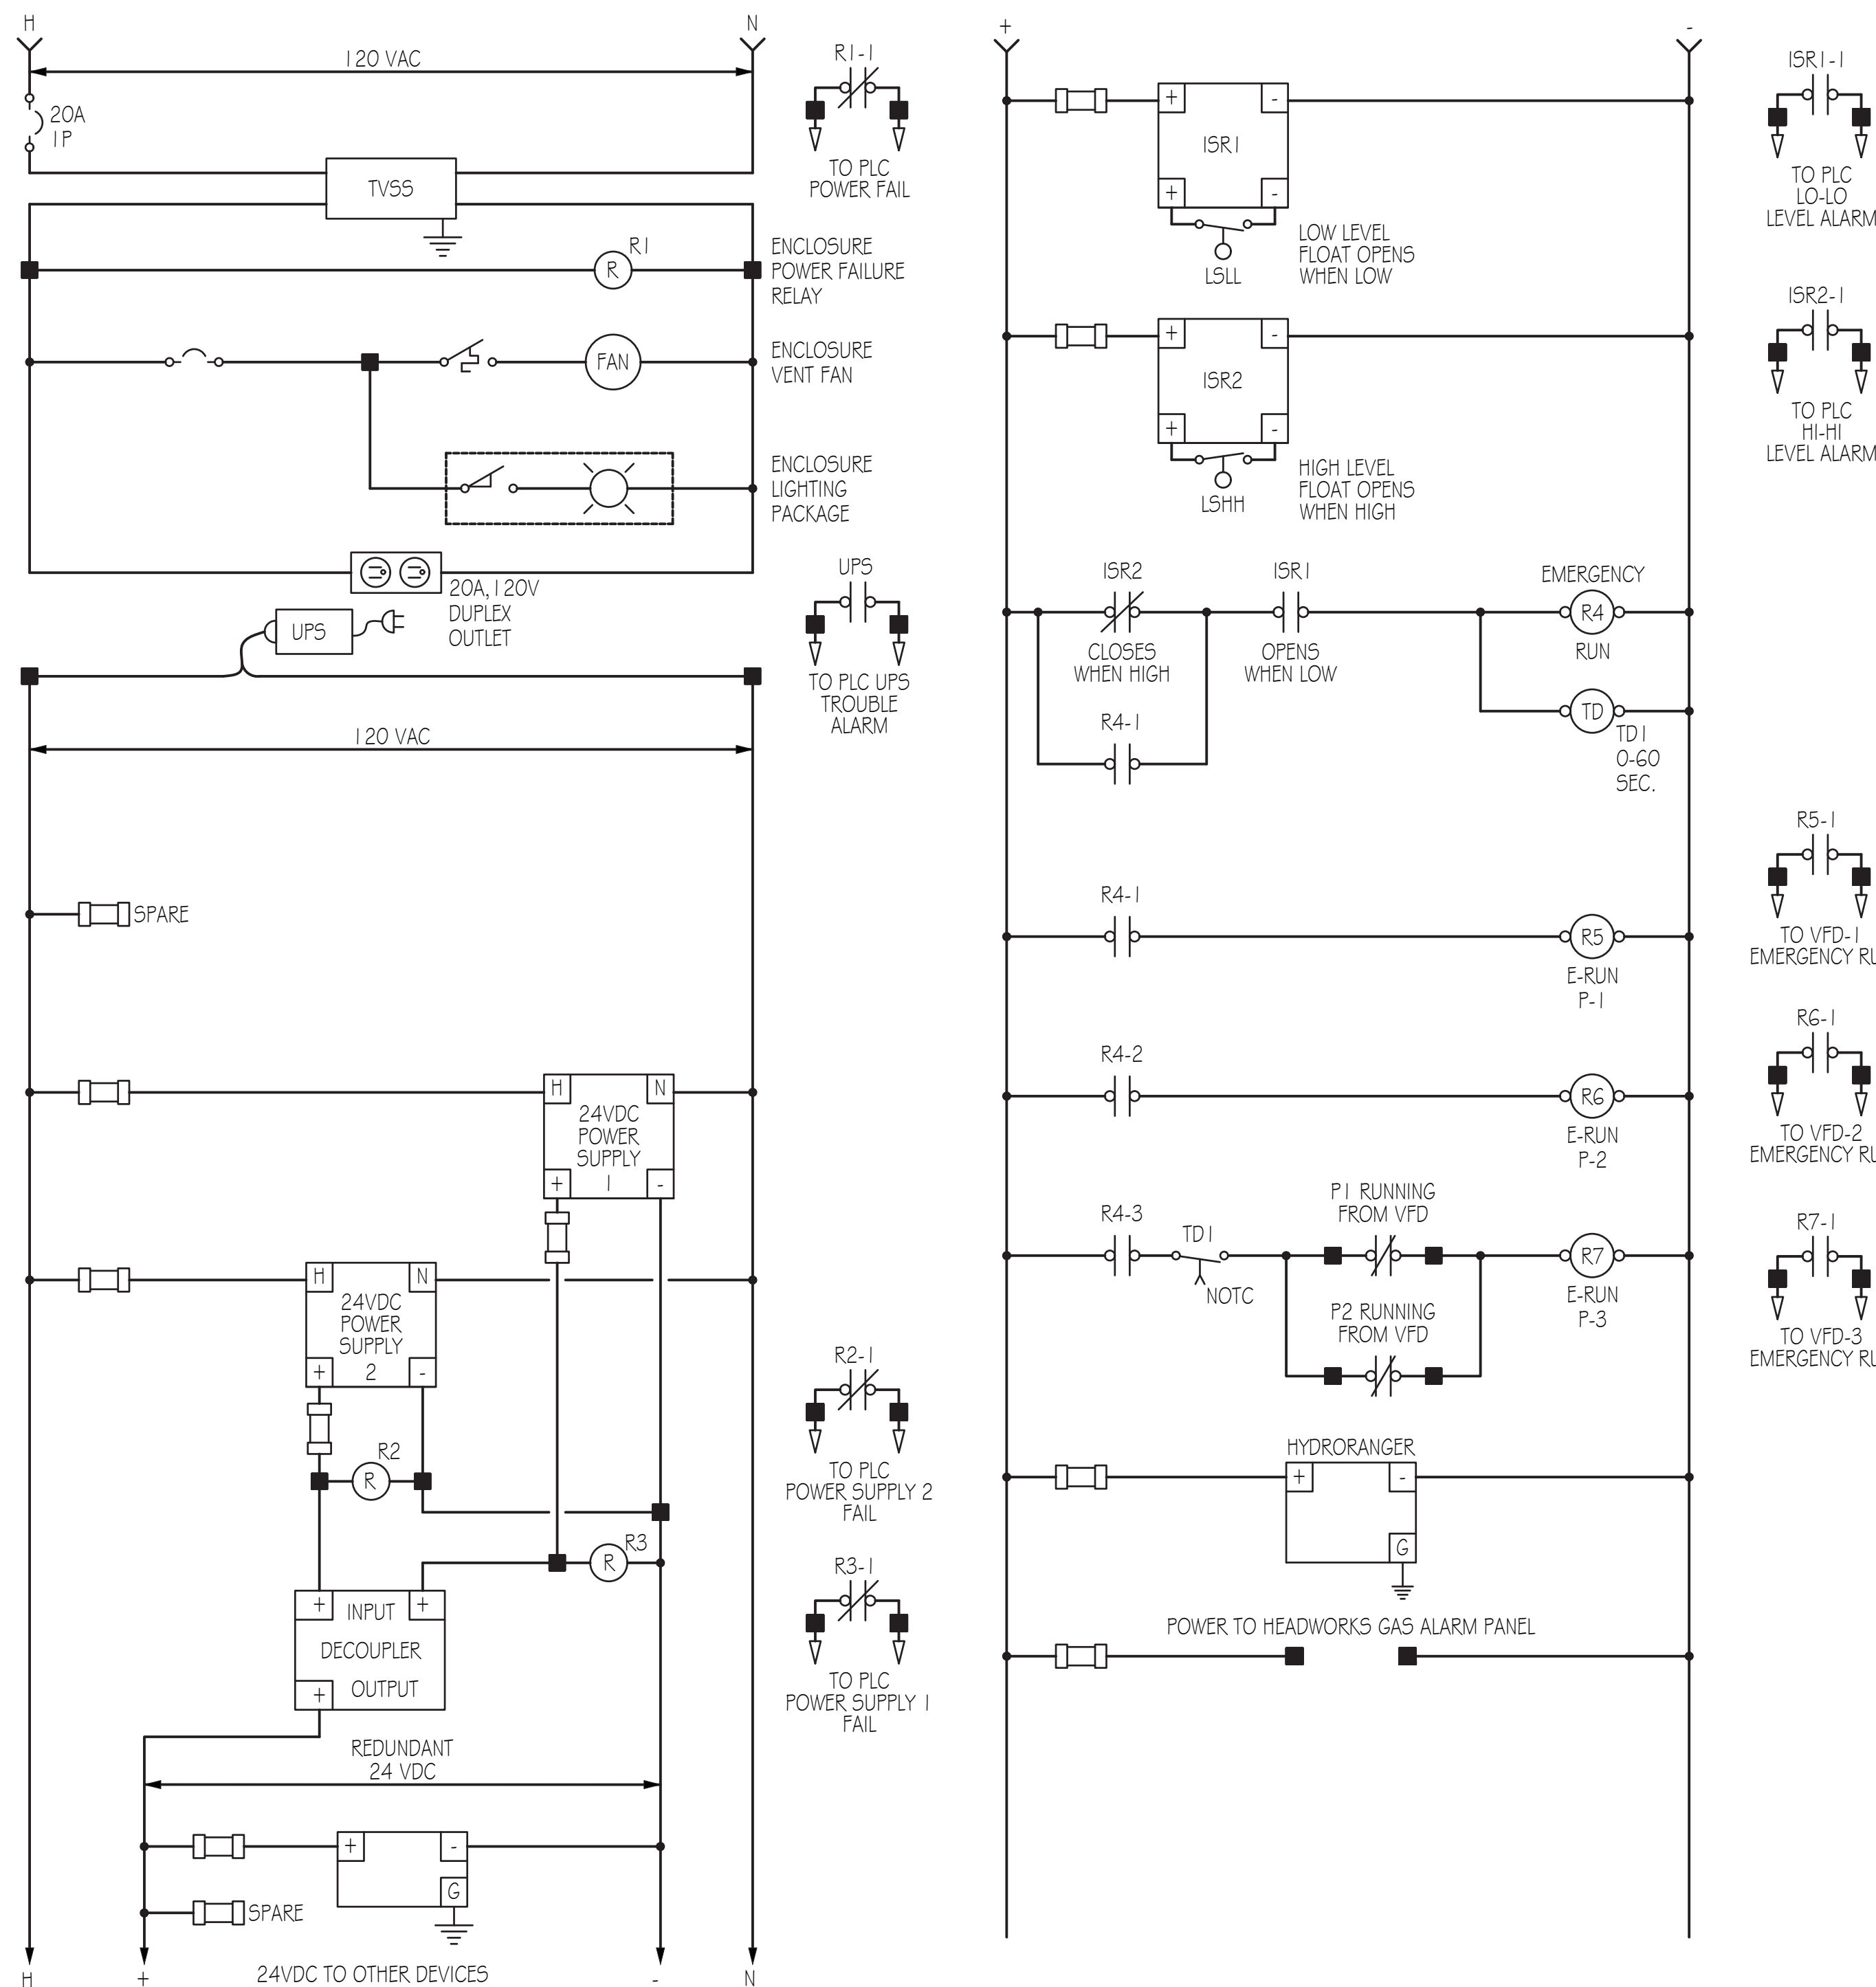 H
N
120 VAC
20A
1P
TVSS
R1
R
ENCLOSURE
POWER FAILURE
RELAY
FAN
ENCLOSURE
VENT FAN
ENCLOSURE
LIGHTING
PACKAGE
20A, 120V
DUPLEX
OUTLET
UPS
120 VAC
SPARE
H
N
24VDC
POWER
SUPPLY
1
+
-
H
N
24VDC
POWER
SUPPLY
2
+
-
R2
R
R3
R
+
INPUT
+
DECOUPLER
+
OUTPUT
REDUNDANT
24 VDC
+
-
G
SPARE
H
+
24VDC TO OTHER DEVICES
-
N
R1-1
TO PLC
POWER FAIL
UPS
TO PLC UPS
TROUBLE
ALARM
R2-1
TO PLC
POWER SUPPLY 2
FAIL
R3-1
TO PLC
POWER SUPPLY 1
FAIL
+
-
+
-
ISR1
+
-
LSLL
LOW LEVEL
FLOAT OPENS
WHEN LOW
+
-
ISR2
+
-
LSHH
HIGH LEVEL
FLOAT OPENS
WHEN HIGH
ISR2
CLOSES
WHEN HIGH
ISR1
OPENS
WHEN LOW
EMERGENCY
R4
RUN
R4-1
TD
TD1
0-60
SEC.
R4-1
R5
E-RUN
P-1
R4-2
R6
E-RUN
P-2
R4-3
TD1
NOTC
P1 RUNNING
FROM VFD
P2 RUNNING
FROM VFD
R7
E-RUN
P-3
HYDRORANGER
+
-
G
POWER TO HEADWORKS GAS ALARM PANEL
ISR1-1
TO PLC
LO-LO
LEVEL ALARM
ISR2-1
TO PLC
HI-HI
LEVEL ALARM
R5-1
TO VFD-1
EMERGENCY RU
R6-1
TO VFD-2
EMERGENCY RU
R7-1
TO VFD-3
EMERGENCY RU